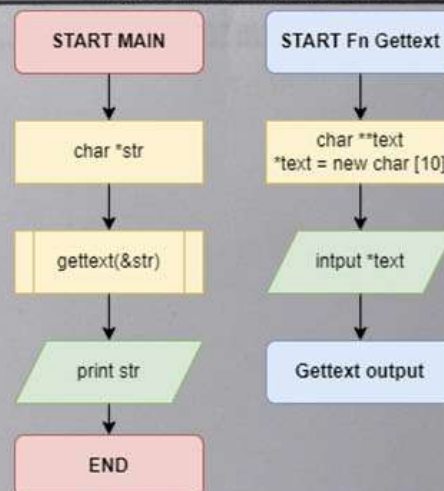 START MAIN
char *str
gettext(&str)
print str
END
START Fn Gettext
char **text
*text = new char [10]
intput *text
Gettext output